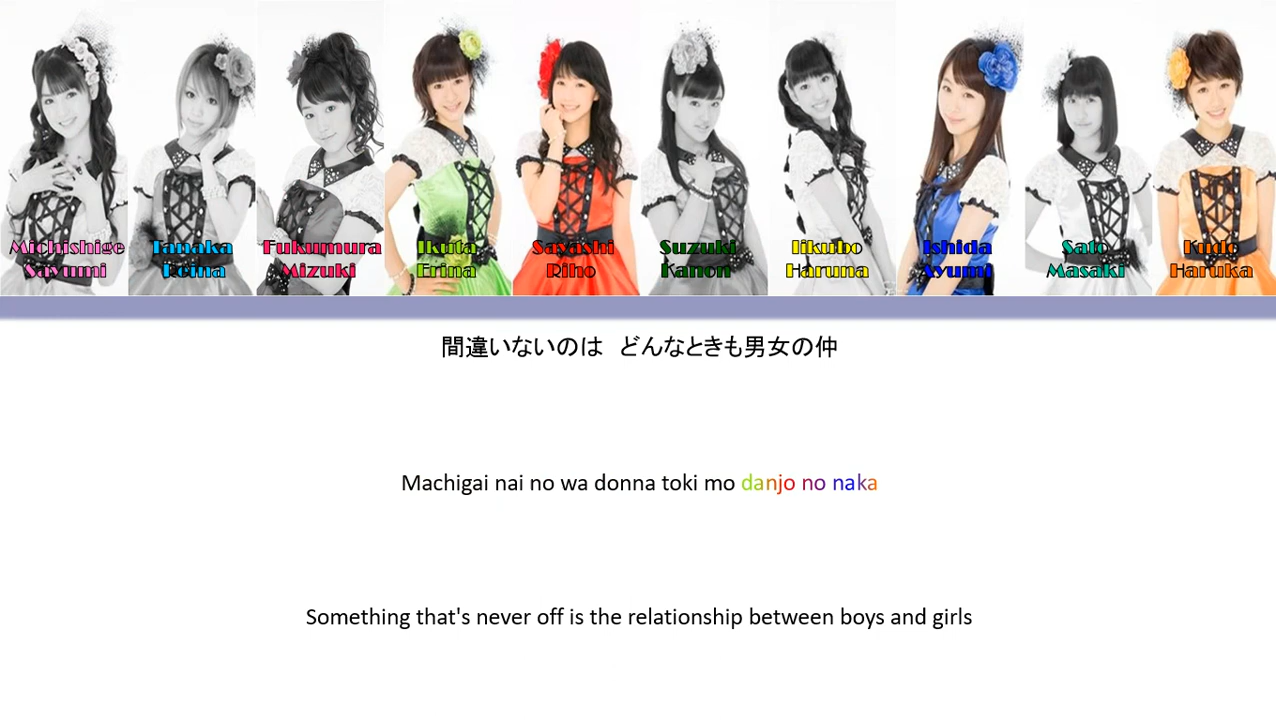 Michishige Sayumi
Tanaka Reina
Fukumura Mizuki
Ikuta Erina
Sayashi Riho
Suzuki Kanon
Iikubo Haruna
Ishida Ayumi
Sato Masaki
Kudo Haruka
間違いないのは　どんなときも男女の仲
Machigai nai no wa donna toki mo danjo no naka
Something that's never off is the relationship between boys and girls